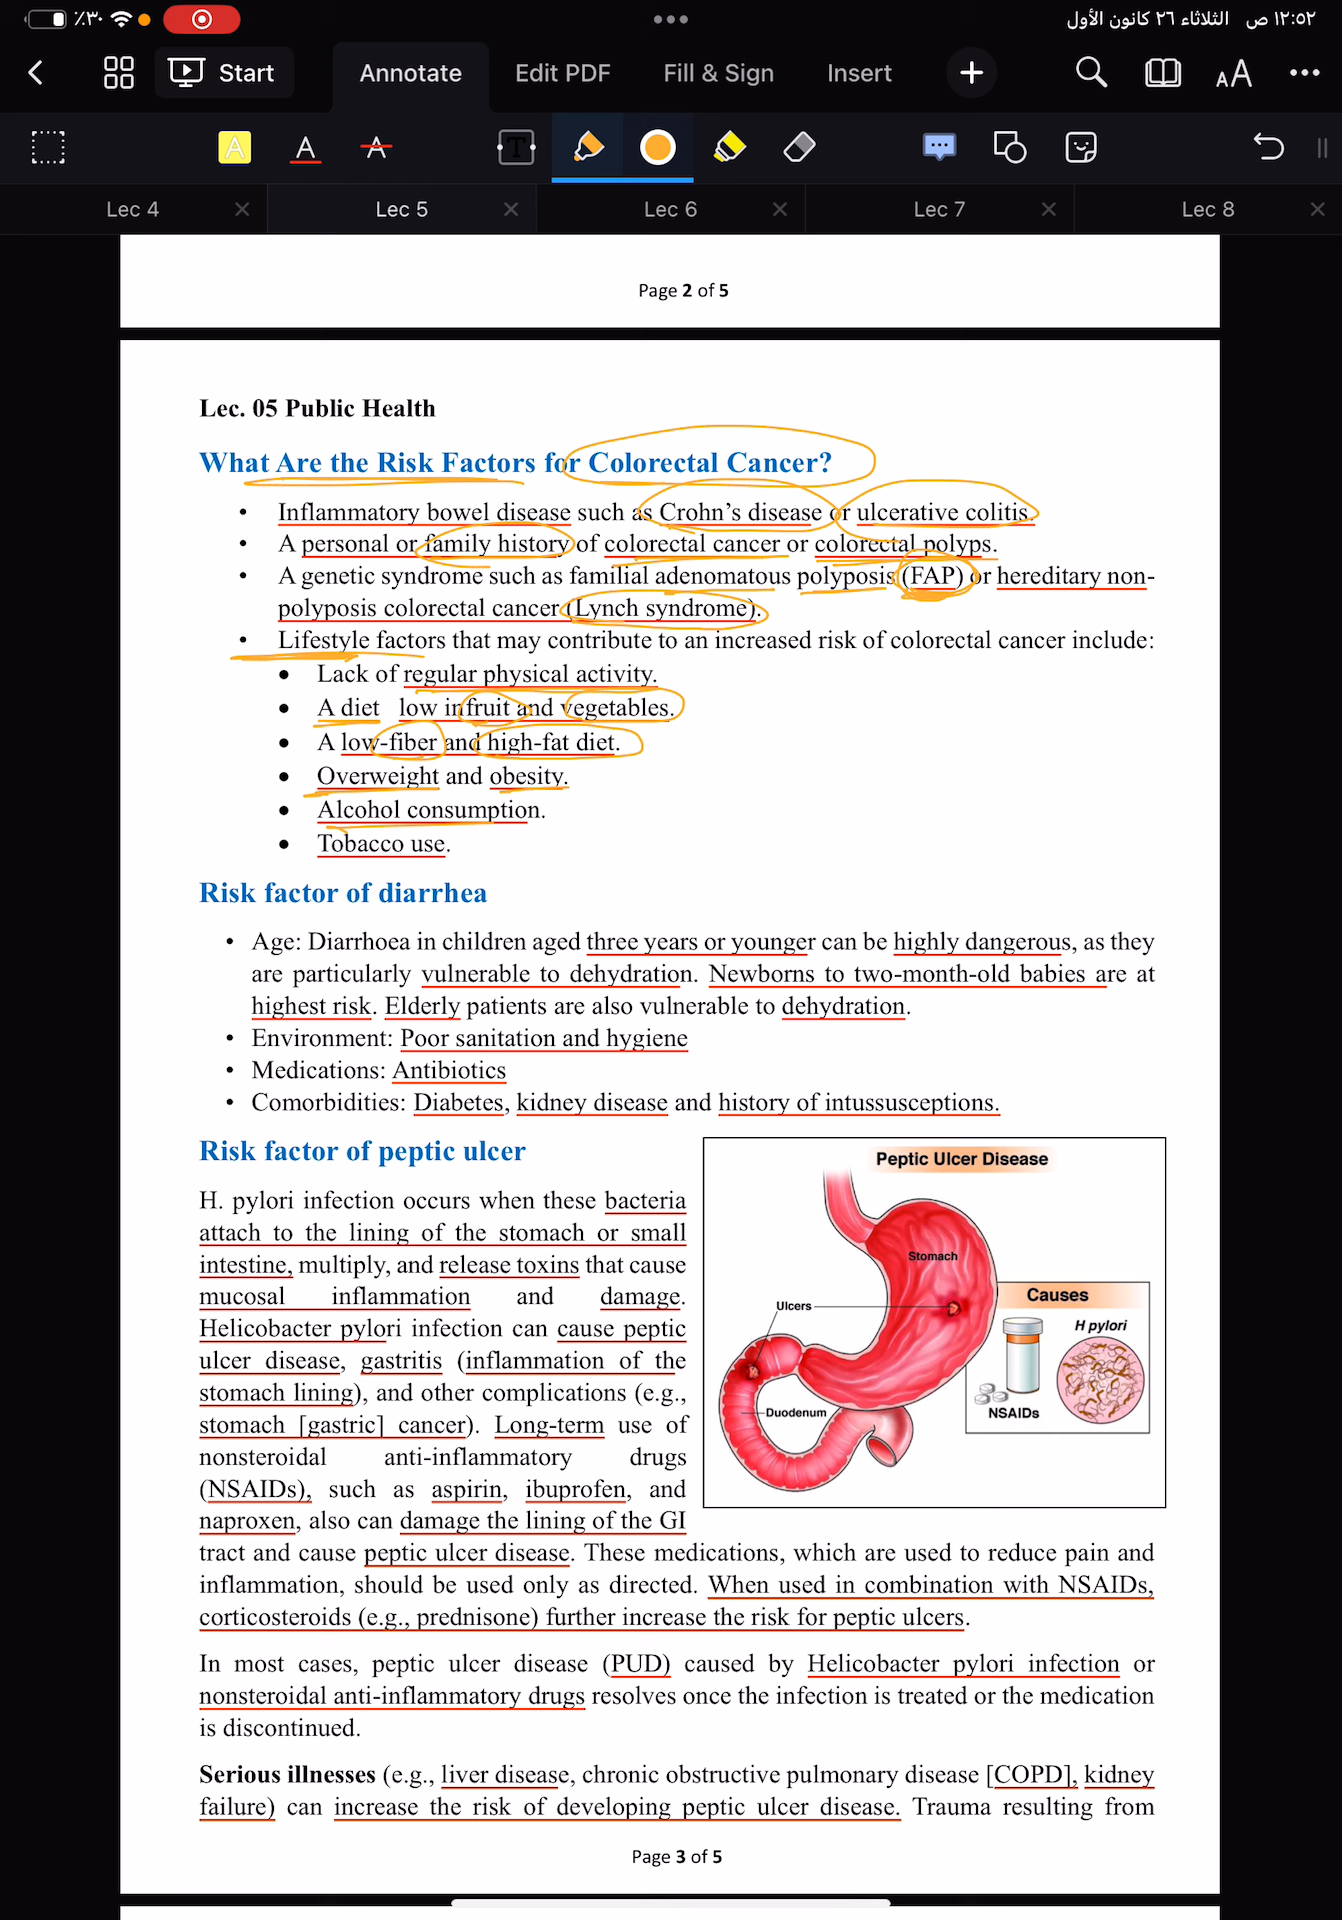 ٪٣٠
١٢:٥٢ ص الثلاثاء ٢٦ كانون الأول
Start
Annotate
Edit PDF
Fill & Sign
Insert
AA
A A A T
Lec 4
Lec 5
Lec 6
Lec 7
Lec 8
Page 2 of 5
Lec. 05 Public Health
What Are the Risk Factors for Colorectal Cancer?
• Inflammatory bowel disease such as Crohn's disease or ulcerative colitis.
• A personal or family history of colorectal cancer or colorectal polyps.
• A genetic syndrome such as familial adenomatous polyposis (FAP) or hereditary non-
polyposis colorectal cancer (Lynch syndrome).
• Lifestyle factors that may contribute to an increased risk of colorectal cancer include:
• Lack of regular physical activity.
• A diet low in fruit and vegetables.
• A low-fiber and high-fat diet.
• Overweight and obesity.
• Alcohol consumption.
• Tobacco use.
Risk factor of diarrhea
• Age: Diarrhoea in children aged three years or younger can be highly dangerous, as they
are particularly vulnerable to dehydration. Newborns to two-month-old babies are at
highest risk. Elderly patients are also vulnerable to dehydration.
• Environment: Poor sanitation and hygiene
• Medications: Antibiotics
• Comorbidities: Diabetes, kidney disease and history of intussusceptions.
Risk factor of peptic ulcer
H. pylori infection occurs when these bacteria
attach to the lining of the stomach or small
intestine, multiply, and release toxins that cause
mucosal inflammation and damage.
Helicobacter pylori infection can cause peptic
ulcer disease, gastritis (inflammation of the
stomach lining), and other complications (e.g.,
stomach [gastric] cancer). Long-term use of
nonsteroidal anti-inflammatory drugs
(NSAIDs), such as aspirin, ibuprofen, and
naproxen, also can damage the lining of the GI
tract and cause peptic ulcer disease. These medications, which are used to reduce pain and
inflammation, should be used only as directed. When used in combination with NSAIDs,
corticosteroids (e.g., prednisone) further increase the risk for peptic ulcers.
Peptic Ulcer Disease
Stomach
Ulcers
Duodenum
Causes
H pylori
NSAIDs
In most cases, peptic ulcer disease (PUD) caused by Helicobacter pylori infection or
nonsteroidal anti-inflammatory drugs resolves once the infection is treated or the medication
is discontinued.
Serious illnesses (e.g., liver disease, chronic obstructive pulmonary disease [COPD], kidney
failure) can increase the risk of developing peptic ulcer disease. Trauma resulting from
Page 3 of 5